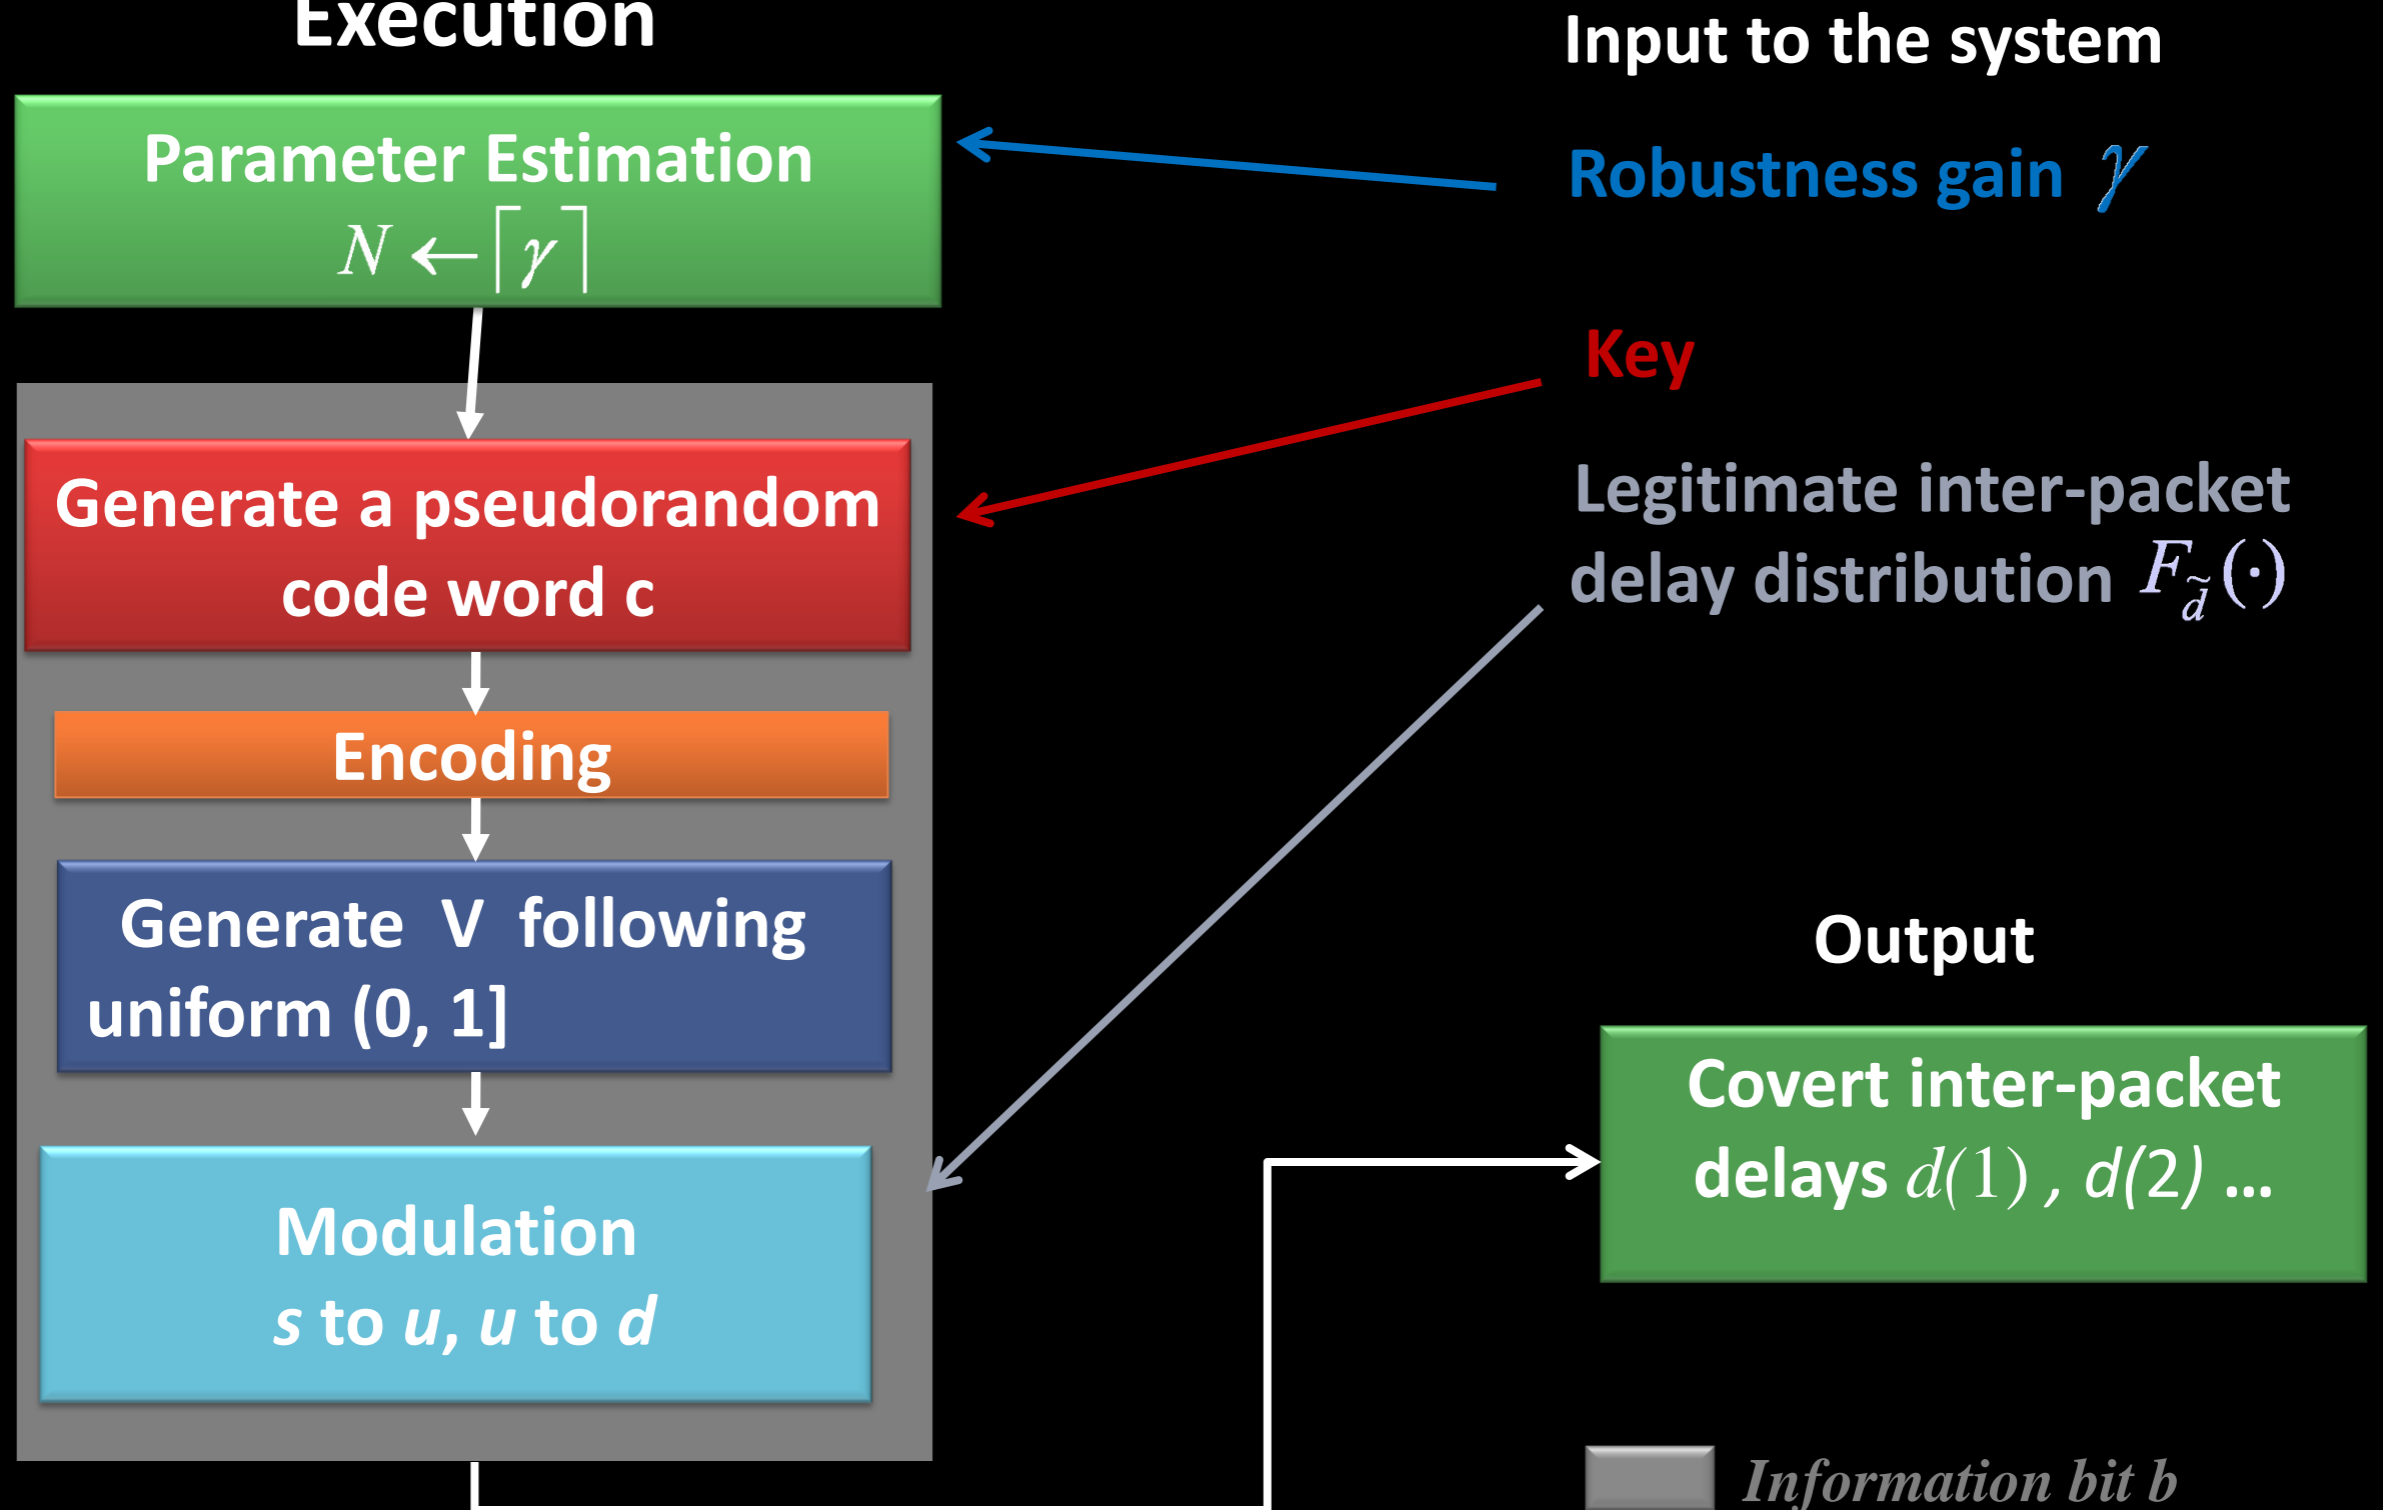 Execution
Parameter Estimation
N ← ⌈γ⌉
Generate a pseudorandom
code word c
Encoding
Generate V following
uniform (0, 1]
Modulation
s to u, u to d
Input to the system
Robustness gain γ
Key
Legitimate inter-packet
delay distribution F_d̃(·)
Output
Covert inter-packet
delays d(1) , d(2) ...
Information bit b